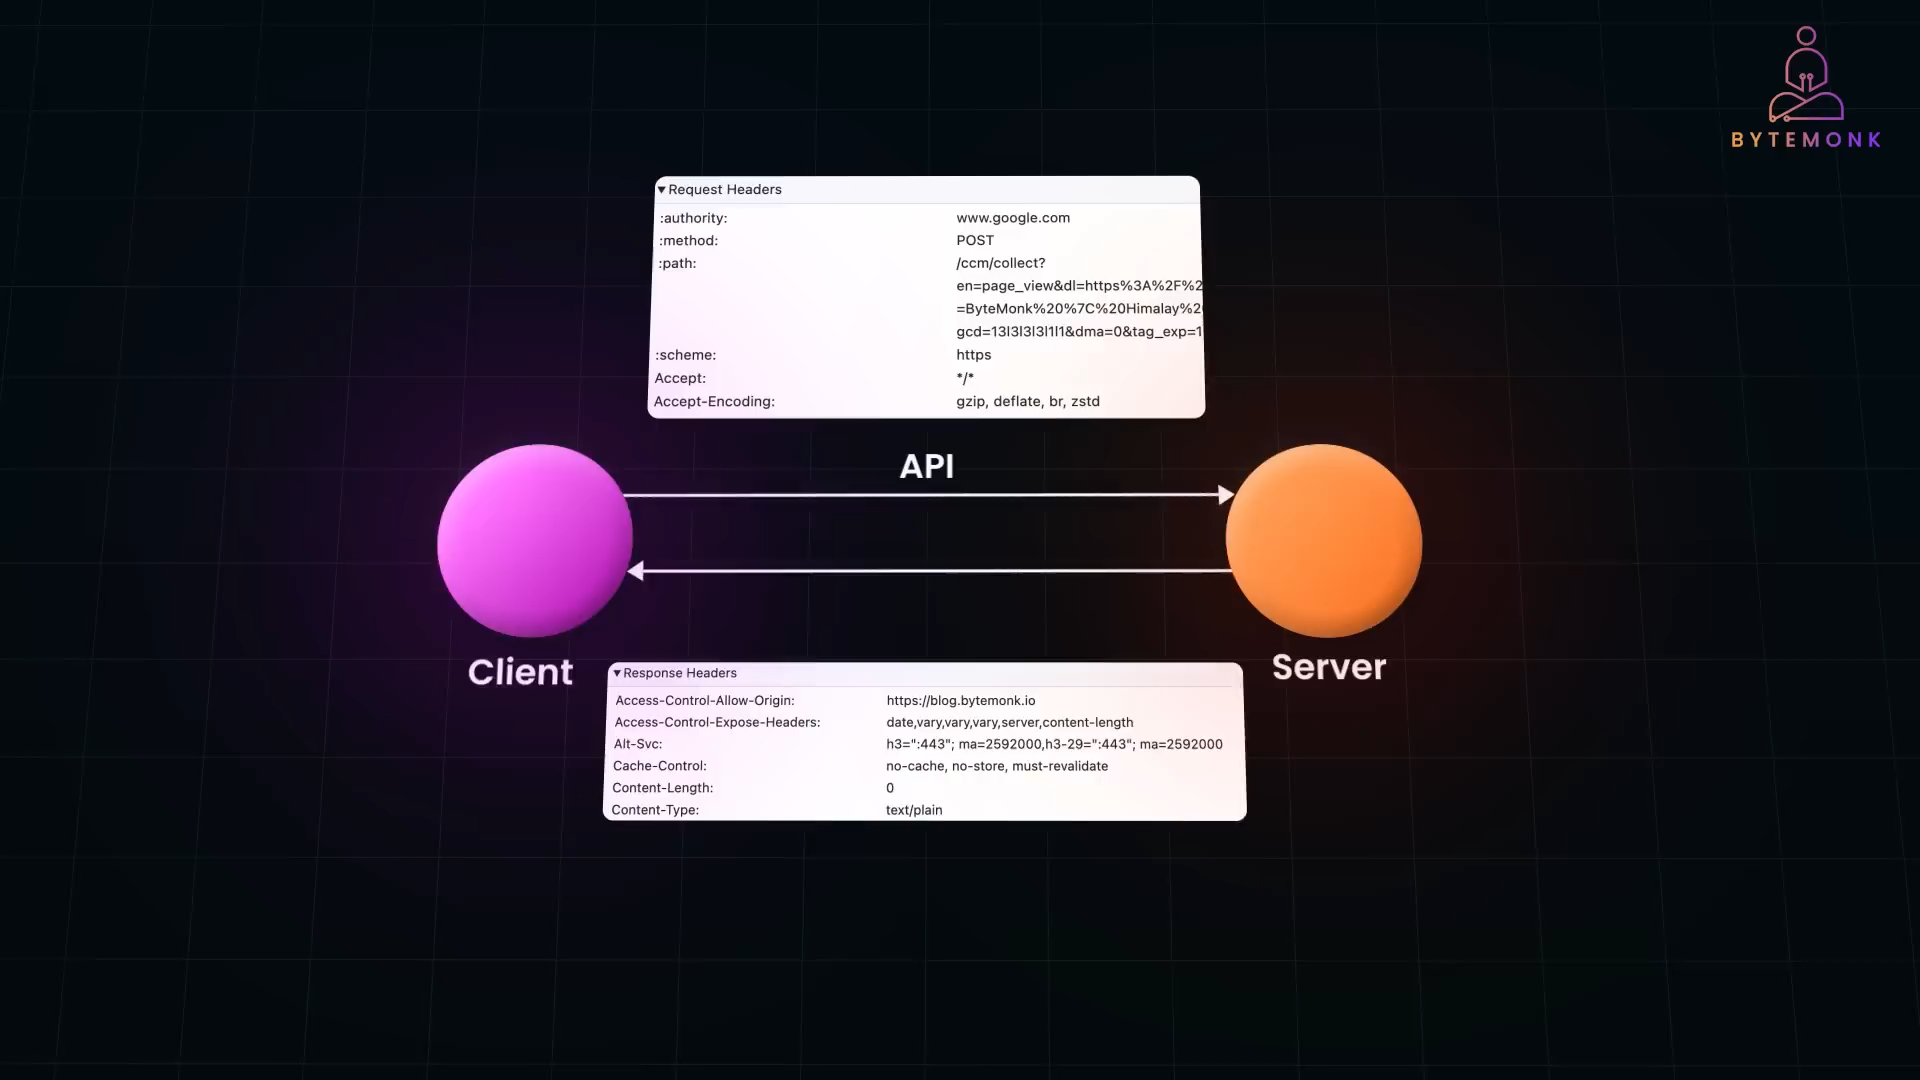 BYTEMONK
Request Headers
:authority: www.google.com
:method: POST
:path: /ccm/collect?
en=page_view&dl=https%3A%2F%2
=ByteMonk%20%7C%20Himalay%2
gcd=13l3l3l3l1l1&dma=0&tag_exp=1
:scheme: https
Accept: */*
Accept-Encoding: gzip, deflate, br, zstd
API
Client
Server
Response Headers
Access-Control-Allow-Origin: https://blog.bytemonk.io
Access-Control-Expose-Headers: date,vary,vary,vary,server,content-length
Alt-Svc: h3=":443"; ma=2592000,h3-29=":443"; ma=2592000
Cache-Control: no-cache, no-store, must-revalidate
Content-Length: 0
Content-Type: text/plain